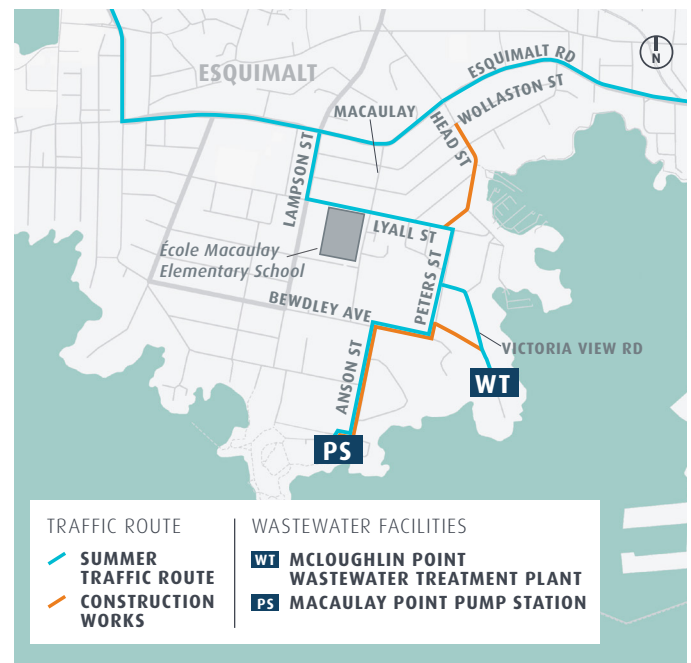 ESQUIMALT RD
WOLLASTON ST
ESQUIMALT
N
MACAULAY
HEAD ST
LAMPSON ST
LYALL ST
École Macaulay
Elementary School
PETERS ST
BEWDLEY AVE
VICTORIA VIEW RD
ANSON ST
WT
PS
TRAFFIC ROUTE
SUMMER
TRAFFIC ROUTE
CONSTRUCTION
WORKS
WASTEWATER FACILITIES
WT MCLOUGHLIN POINT
WASTEWATER TREATMENT PLANT
PS MACAULAY POINT PUMP STATION